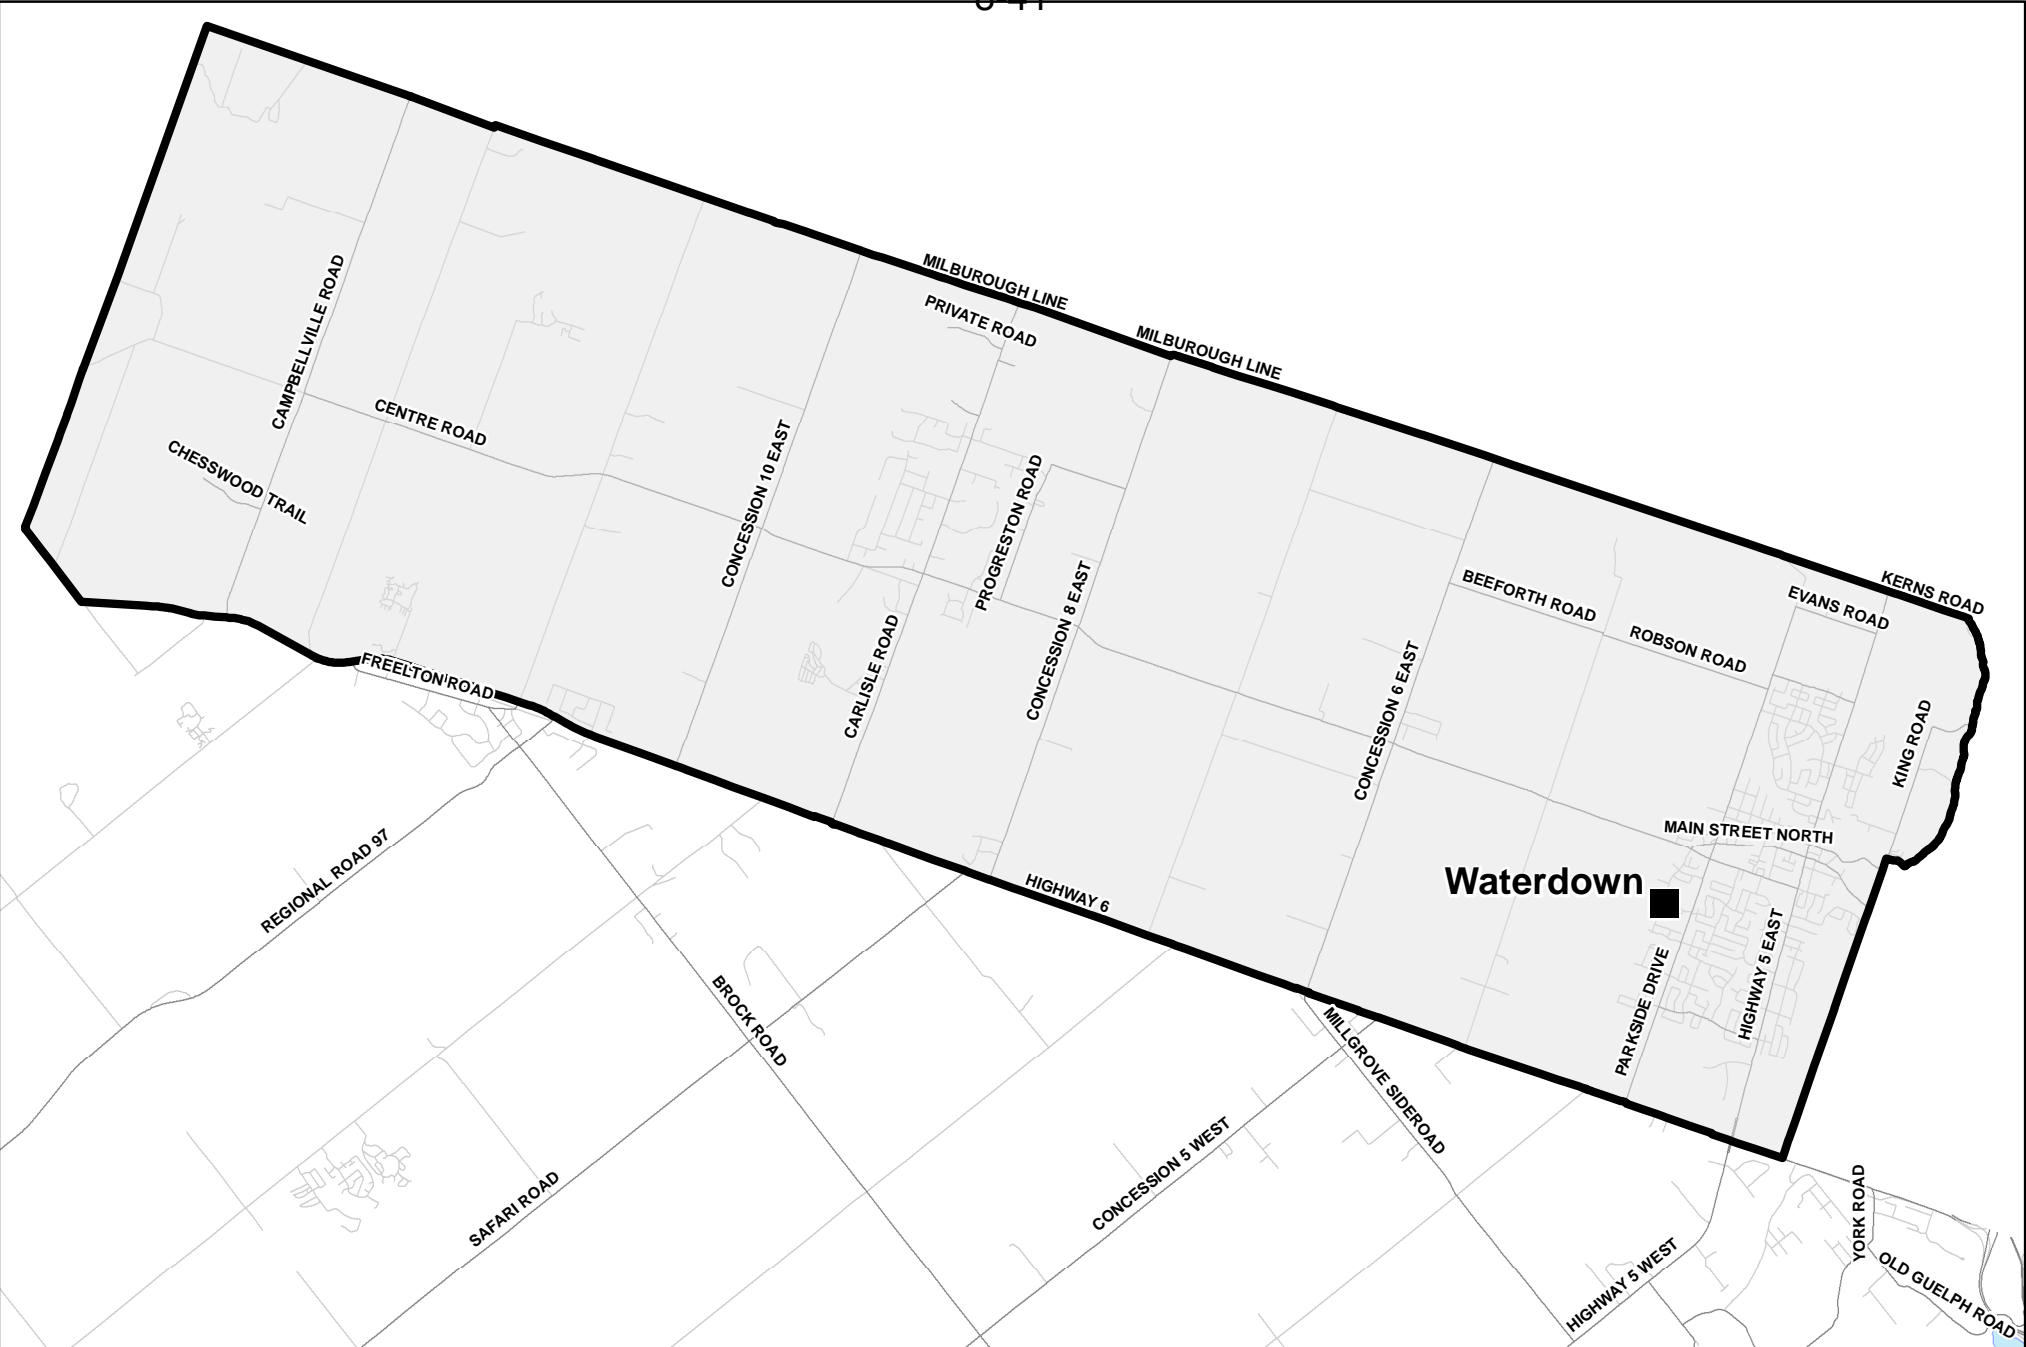 MILBOROUGH LINE
PRIVATE ROAD
MILBOROUGH LINE
CAMPBELLVILLE ROAD
CENTRE ROAD
CHESSWOOD TRAIL
CONCESSION 10 EAST
PROGRESTON ROAD
CONCESSION 8 EAST
CARLISLE ROAD
FREELTON ROAD
BEEFORTH ROAD
ROBSON ROAD
EVANS ROAD
KERNS ROAD
KING ROAD
CONCESSION 6 EAST
MAIN STREET NORTH
Waterdown
HIGHWAY 6
HIGHWAY 5 EAST
PARKSIDE DRIVE
REGIONAL ROAD 97
BROCK ROAD
MILLGROVE SIDEROAD
CONCESSION 5 WEST
SAFARI ROAD
HIGHWAY 5 WEST
YORK ROAD
OLD GUELPH ROAD